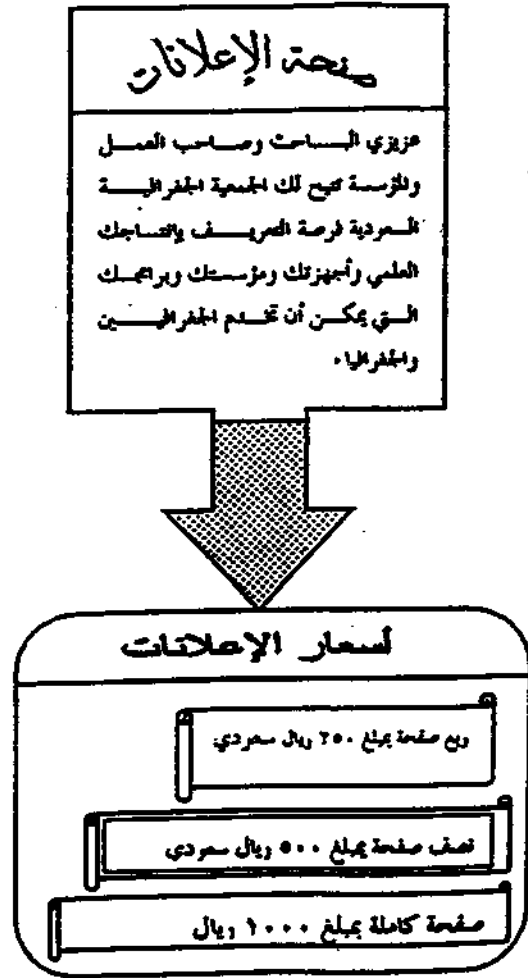 صفحة الإعلانات
عزيزي الباحث وصاحب العمل
والمؤسسة تتيح لك الجمعية الجغرافية
السعودية فرصة التعريف بإنتاجك
العلمي وأجهزتك ومؤسستك وبرامجك
التي يمكن أن تخدم الجغرافيين
والجغرافيا.
أسعار الإعلانات
ربع صفحة بمبلغ ٢٥٠ ريال سعودي
نصف صفحة بمبلغ ٥٠٠ ريال سعودي
صفحة كاملة بمبلغ ١٠٠٠ ريال